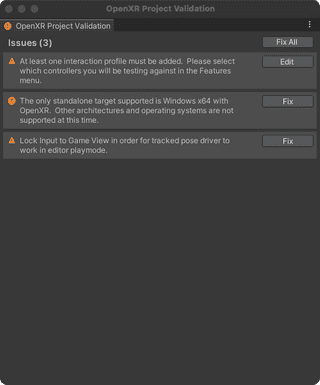 OpenXR Project Validation
OpenXR Project Validation
Issues (3)
Fix All
At least one interaction profile must be added.  Please select
which controllers you will be testing against in the Features
menu.
Edit
The only standalone target supported is Windows x64 with
OpenXR.  Other architectures and operating systems are not
supported at this time.
Fix
Lock Input to Game View in order for tracked pose driver to
work in editor playmode.
Fix